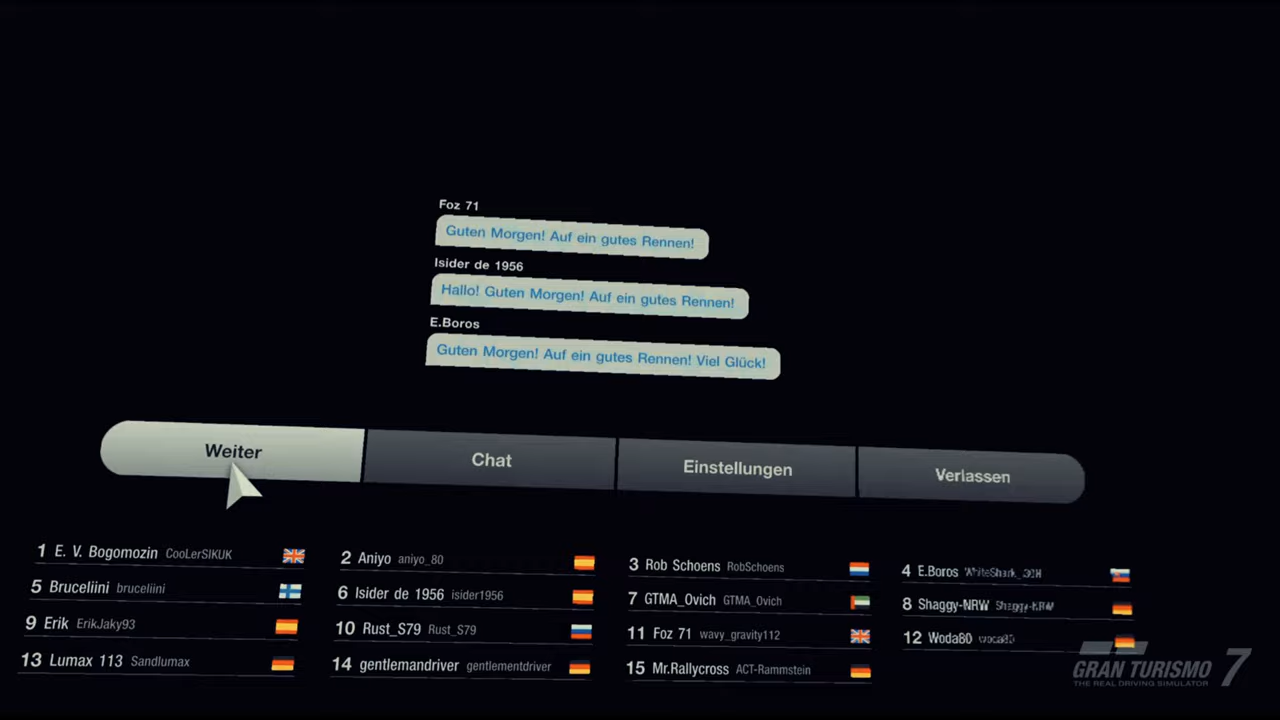 Foz 71
Guten Morgen! Auf ein gutes Rennen!
Isider de 1956
Hallo! Guten Morgen! Auf ein gutes Rennen!
E.Boros
Guten Morgen! Auf ein gutes Rennen! Viel Glück!
Weiter Chat Einstellungen Verlassen
1 E. V. Bogomozin CooLerSIKUK 2 Aniyo aniyo_80 3 Rob Schoens RobSchoens 4 E.Boros
5 Bruceliini bruceliini 6 Isider de 1956 isider1956 7 GTMA_Ovich GTMA_Ovich 8 Shaggy-NRW Shaggy-NRW
9 Erik ErikJaky93 10 Rust_S79 Rust_S79 11 Foz 71 wavy_gravity112 12 Woda80 woca80
13 Lumax 113 Sandlumax 14 gentlemandriver gentlementdriver 15 Mr.Rallycross ACT-Rammstein
GRAN TURISMO 7
THE REAL DRIVING SIMULATOR